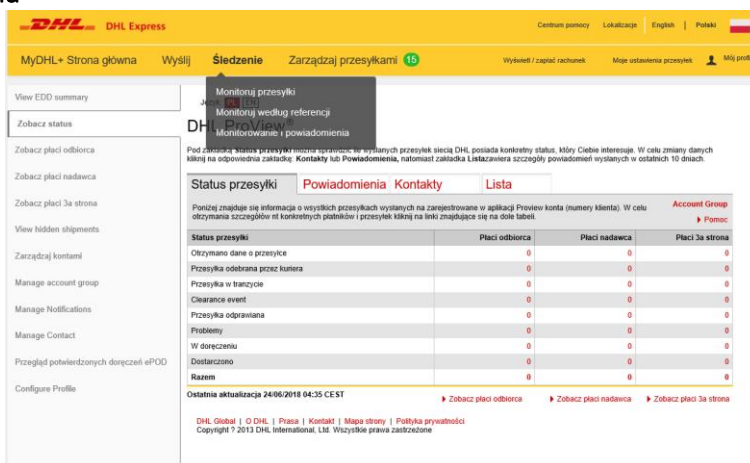 DHL DHL Express
Centrum pomocy Lokalizacje English | Polski
MyDHL+ Strona główna Wyślij Śledzenie Zarządzaj przesyłkami 15 Wyświetl / zapłać rachunek Moje ustawienia przesyłek Mój profil
Monitoruj przesyłki
Monitoruj według referencji
Monitorowanie i powiadomienia
View EDD summary
Zobacz status
Zobacz płaci odbiorca
Zobacz płaci nadawca
Zobacz płaci 3a strona
View hidden shipments
Zarządzaj kontami
Manage account group
Manage Notifications
Manage Contact
Przegląd potwierdzonych doręczeń ePOD
Configure Profile
DHL ProView®
Pod zakładką Status przesyłki można sprawdzić ile wysłanych przesyłek siecią DHL posiada konkretny status, który Ciebie interesuje. W celu zmiany danych
kliknij na odpowiednia zakładkę: Kontakty lub Powiadomienia, natomiast zakładka Listazawiera szczegóły powiadomień wysłanych w ostatnich 10 dniach.
Status przesyłki Powiadomienia Kontakty Lista
Poniżej znajduje się informacja o wsystkich przesyłkach wysłanych na zarejestrowane w aplikacji Proview konta (numery klienta). W celu
otrzymania szczegółów nt konkretnych płatników i przesyłek kliknij na linki znajdujące się na dole tabeli.
Account Group
Pomoc
Status przesyłki Płaci odbiorca Płaci nadawca Płaci 3a strona
Otrzymano dane o przesyłce 0 0 0
Przesyłka odebrana przez kuriera 0 0 0
Przesyłka w tranzycie 0 0 0
Clearance event 0 0 0
Przesyłka odprawiana 0 0 0
Problemy 0 0 0
W doręczeniu 0 0 0
Dostarczono 0 0 0
Razem 0 0 0
Ostatnia aktualizacja 24/06/2018 04:35 CEST
Zobacz płaci odbiorca Zobacz płaci nadawca Zobacz płaci 3a strona
DHL Global | O DHL | Prasa | Kontakt | Mapa strony | Polityka prywatności
Copyright ? 2013 DHL International, Ltd. Wszystkie prawa zastrzeżone